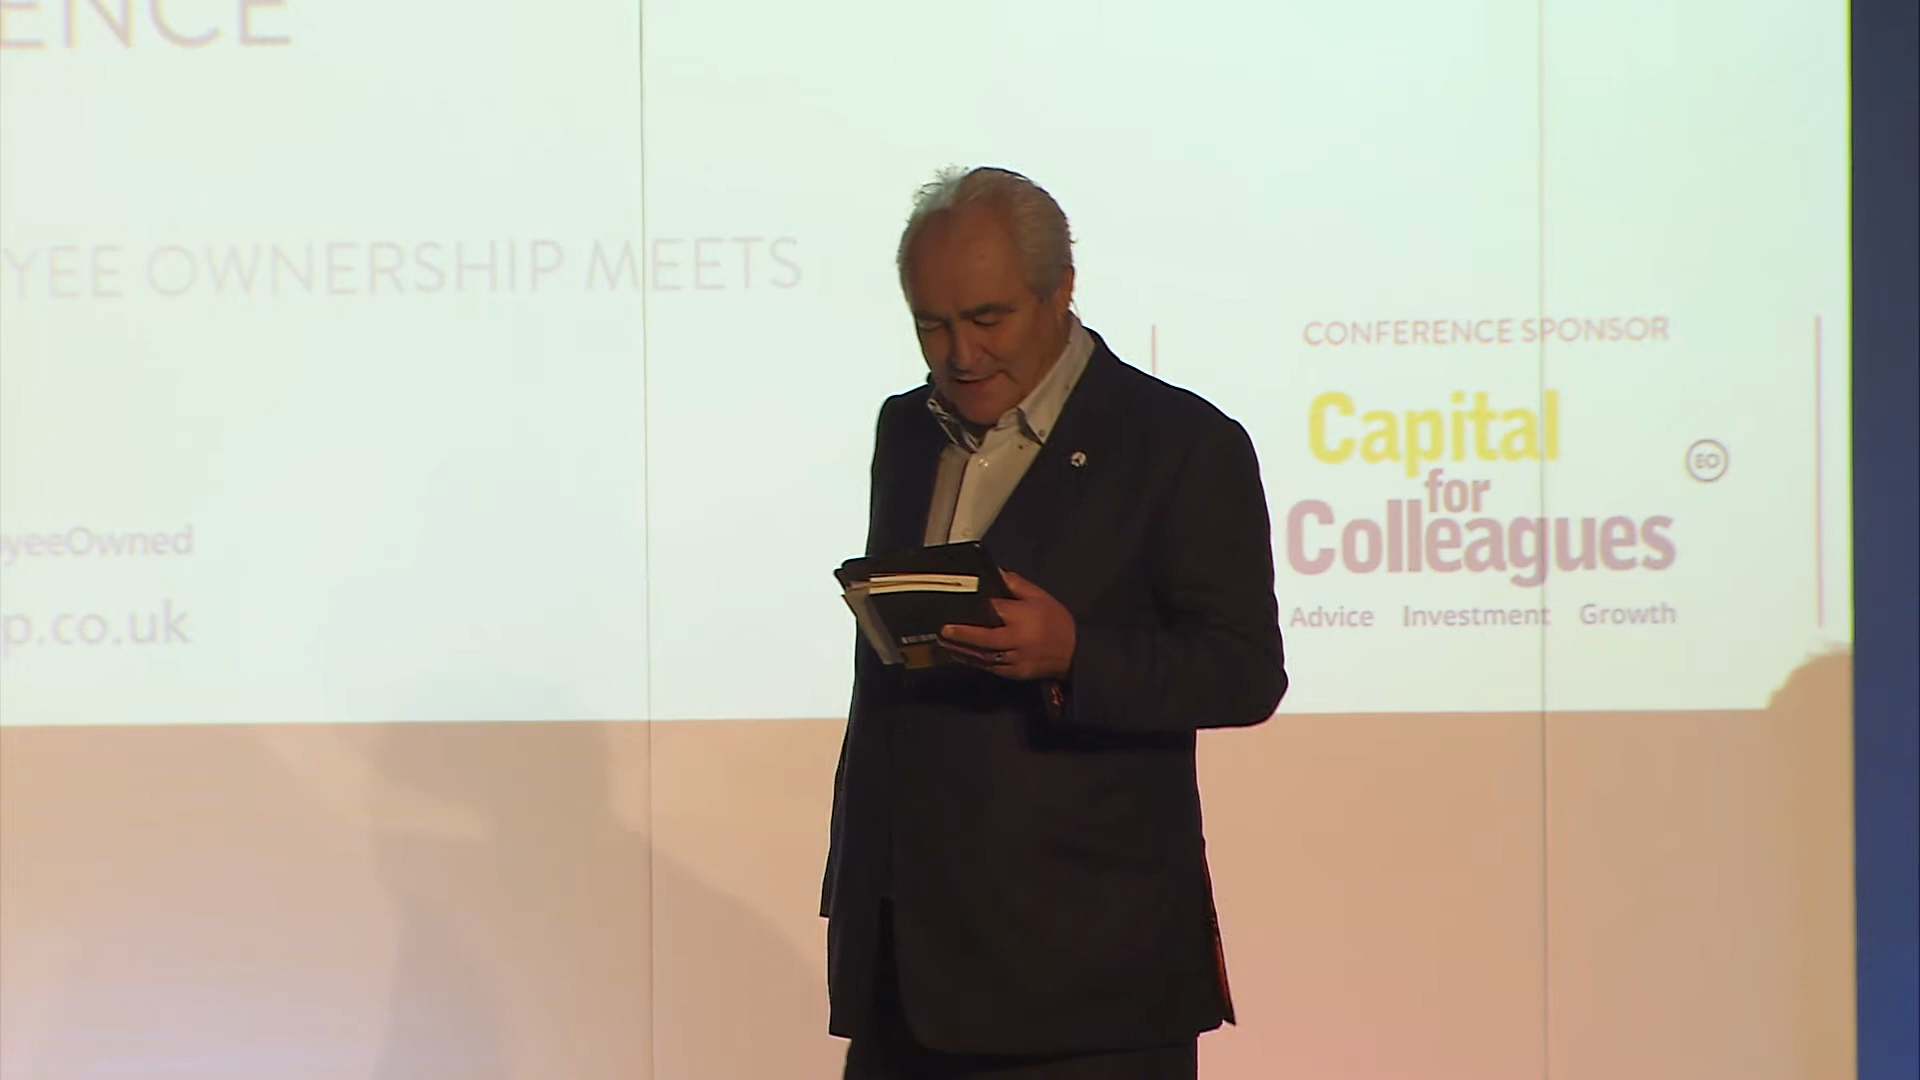 ENCE
YEE OWNERSHIP MEETS
CONFERENCE SPONSOR
Capital
for
Colleagues
EO
Advice Investment Growth
yeeOwned
p.co.uk